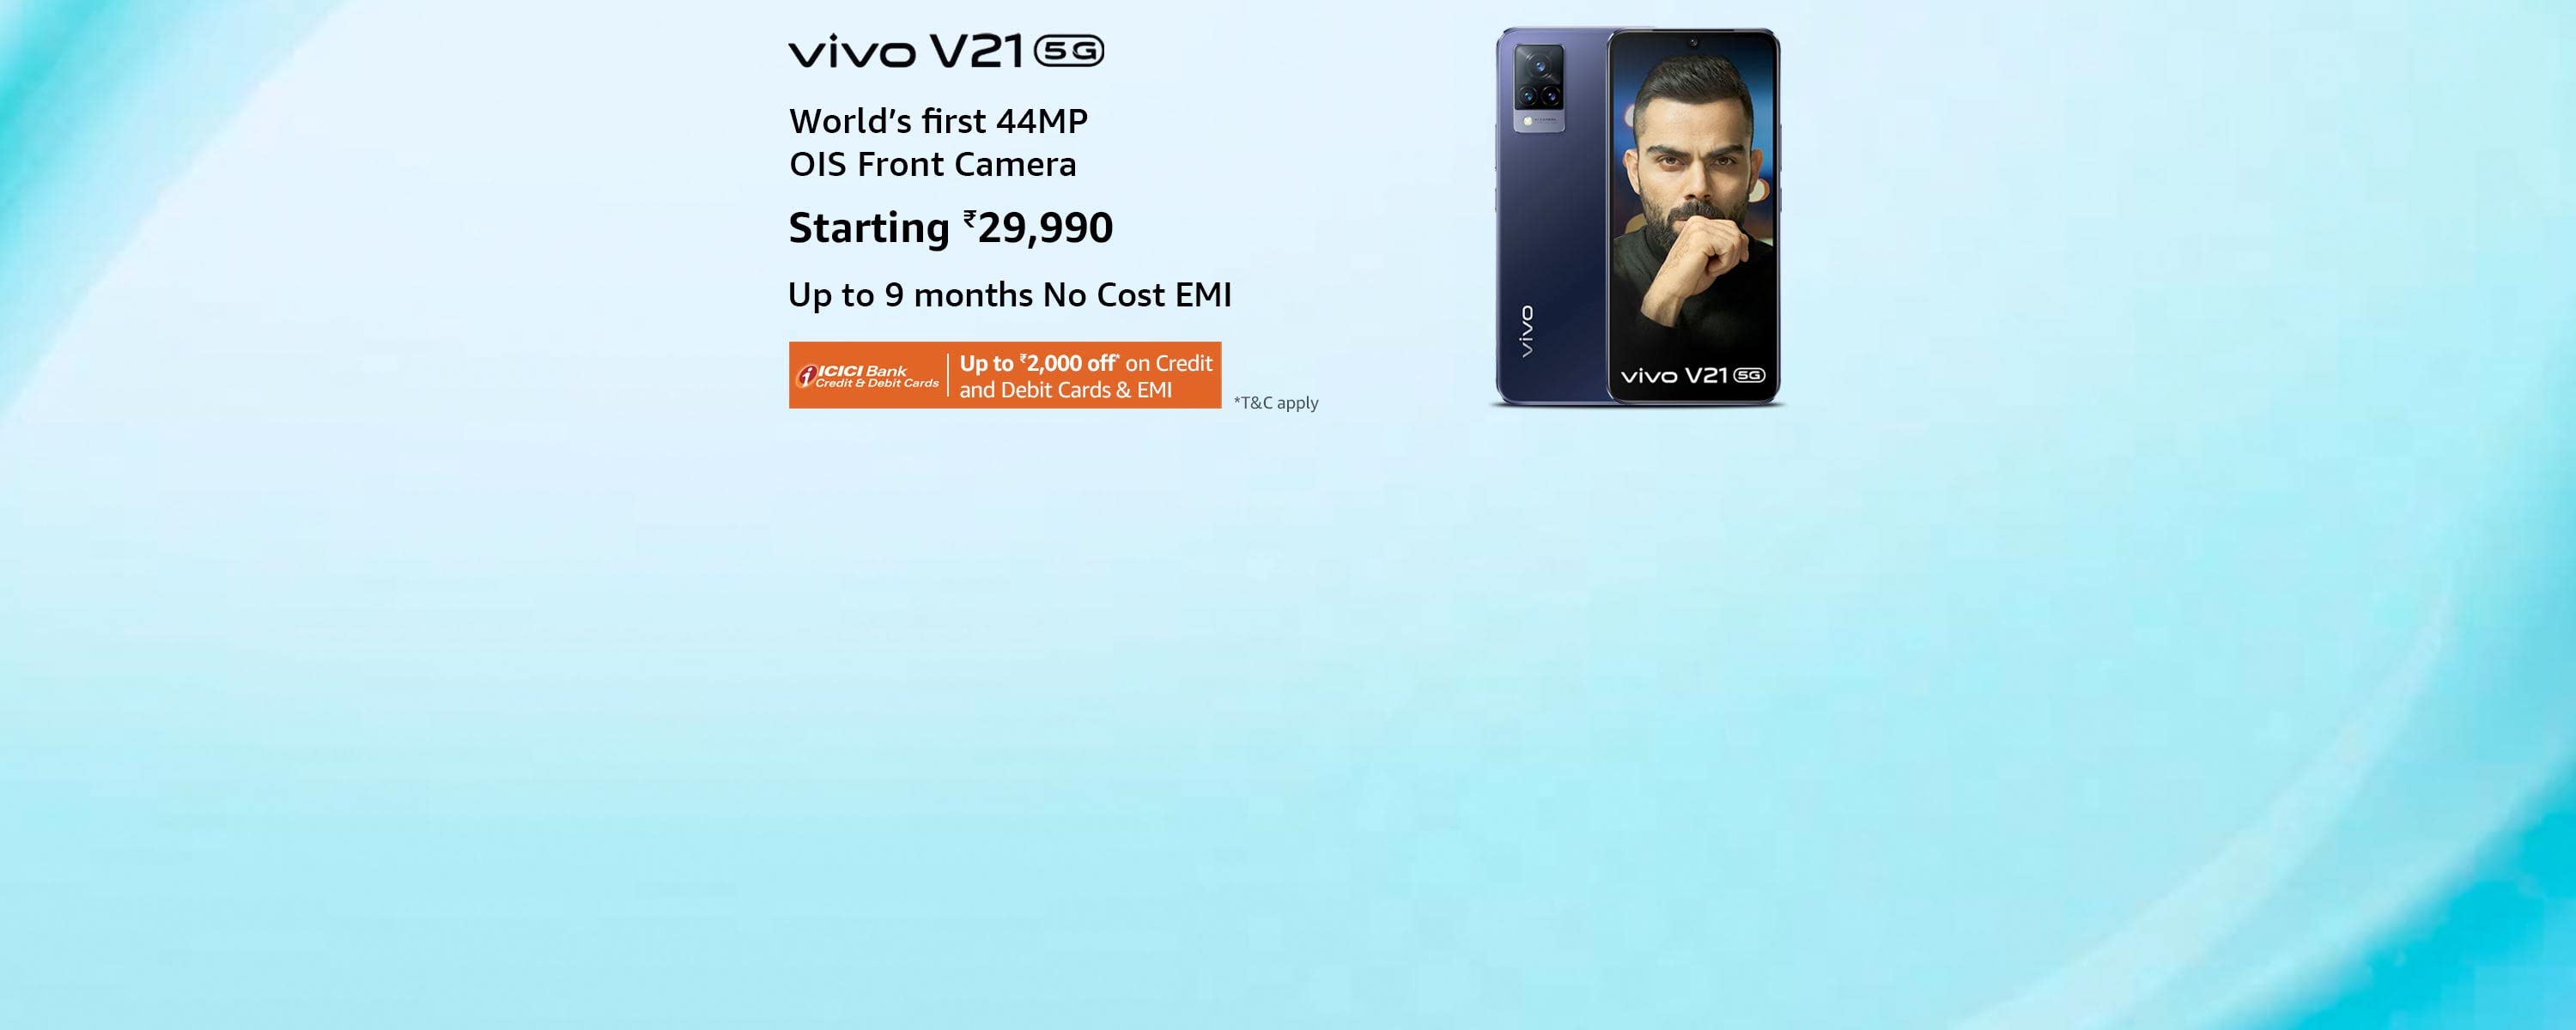 vivo V21 5G
World's first 44MP
OIS Front Camera
Starting ₹29,990
Up to 9 months No Cost EMI
ICICI Bank
Credit & Debit Cards
Up to ₹2,000 off* on Credit
and Debit Cards & EMI
*T&C apply
vivo
vivo V21 5G